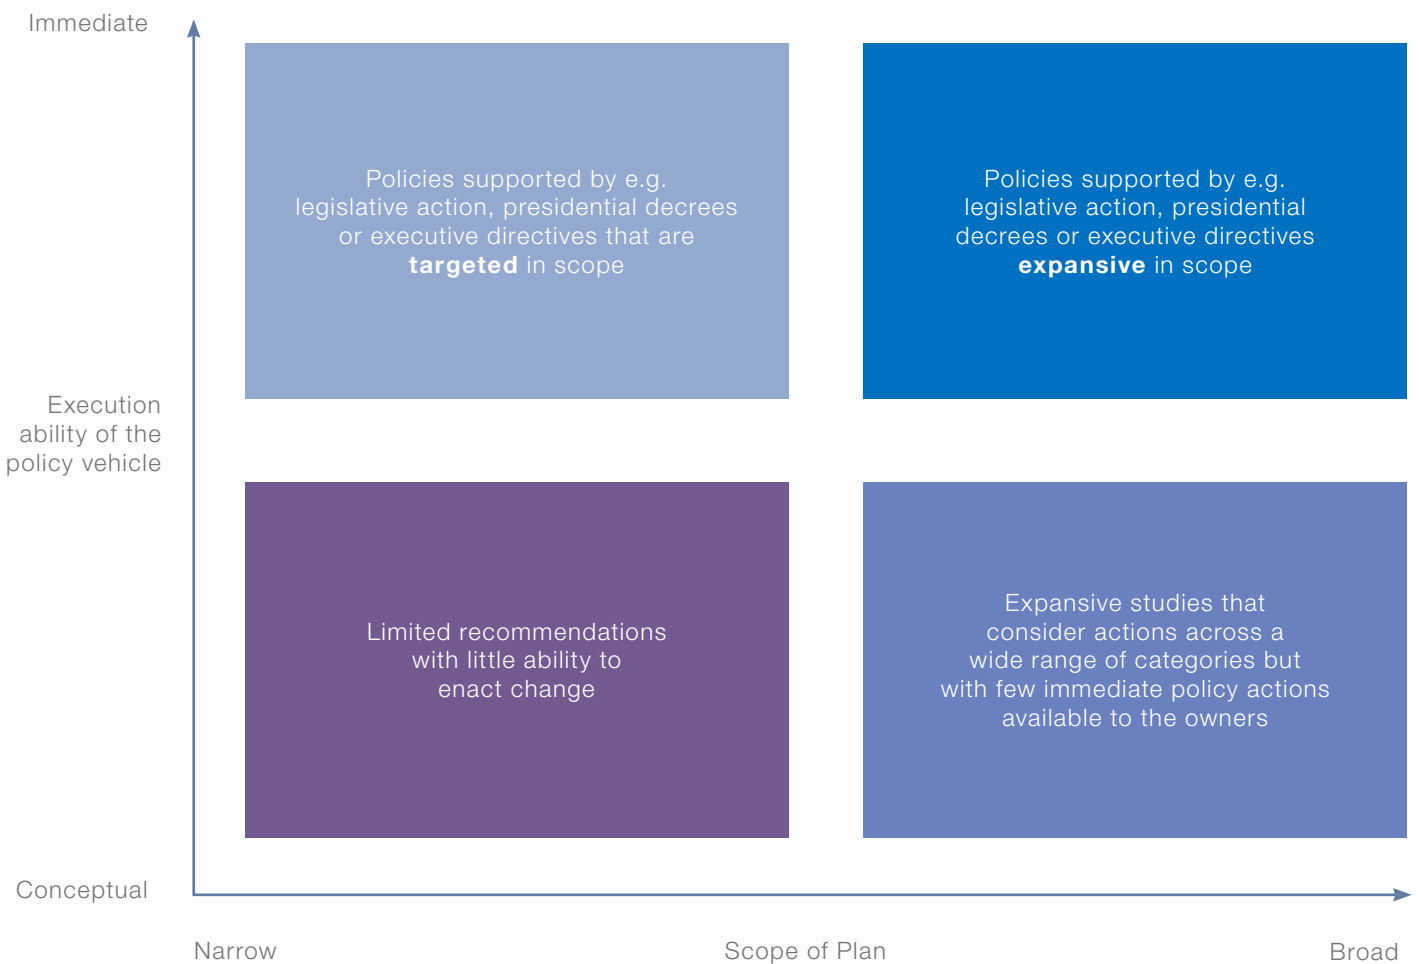 Immediate
Policies supported by e.g.
legislative action, presidential decrees
or executive directives that are
targeted in scope
Policies supported by e.g.
legislative action, presidential
decrees or executive directives
expansive in scope
Execution
ability of the
policy vehicle
Limited recommendations
with little ability to
enact change
Expansive studies that
consider actions across a
wide range of categories but
with few immediate policy actions
available to the owners
Conceptual
Narrow
Scope of Plan
Broad